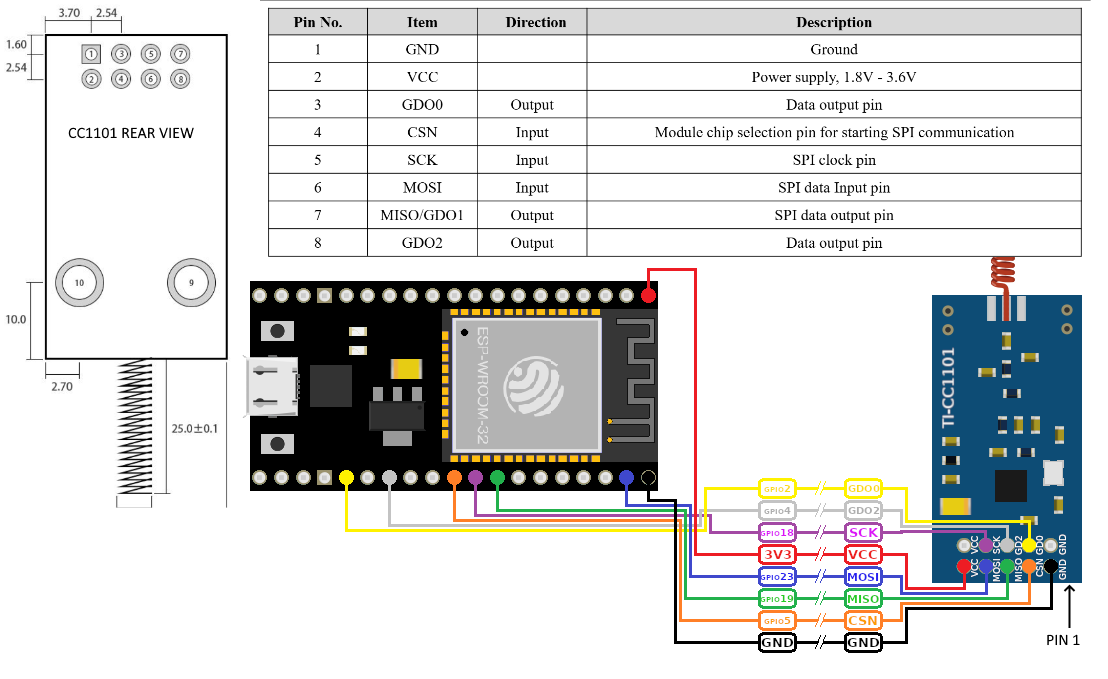 3.70 2.54
1.60
2.54
1 3 5 7
2 4 6 8
CC1101 REAR VIEW
10 9
10.0
2.70
25.0±0.1
Pin No. Item Direction Description
1 GND Ground
2 VCC Power supply, 1.8V - 3.6V
3 GDO0 Output Data output pin
4 CSN Input Module chip selection pin for starting SPI communication
5 SCK Input SPI clock pin
6 MOSI Input SPI data Input pin
7 MISO/GDO1 Output SPI data output pin
8 GDO2 Output Data output pin
ESP-WROOM-32
TI-CC1101
GPIO2 // GDO0
GPIO4 // GDO2
GPIO18 // SCK
3V3 // VCC
GPIO23 // MOSI
GPIO19 // MISO
GPIO5 // CSN
GND // GND
VCC SCK GD2 GD0 GND
VCC MOSI MISO CSN GND
PIN 1